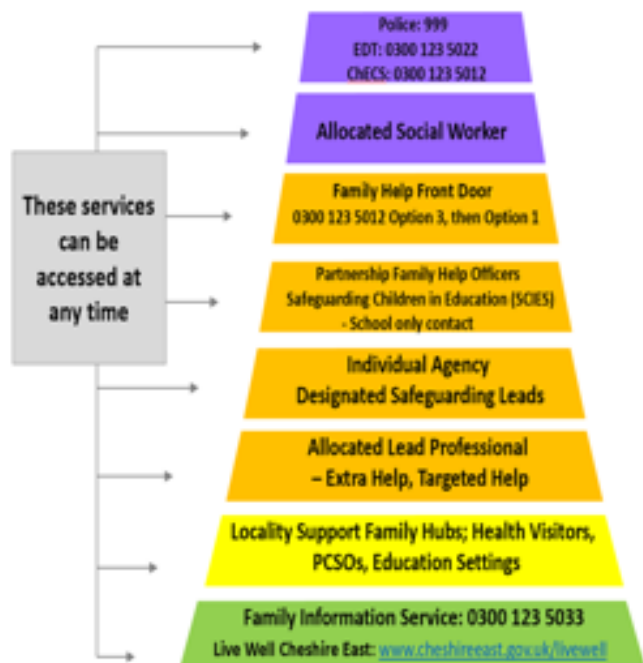 Police: 999
EDT: 0300 123 5022
ChECS: 0300 123 5012
Allocated Social Worker
These services
can be
accessed at
any time
Family Help Front Door
0300 123 5012 Option 3, then Option 1
Partnership Family Help Officers
Safeguarding Children in Education (SCIES)
- School only contact
Individual Agency
Designated Safeguarding Leads
Allocated Lead Professional
– Extra Help, Targeted Help
Locality Support Family Hubs; Health Visitors,
PCSOs, Education Settings
Family Information Service: 0300 123 5033
Live Well Cheshire East: www.cheshireeast.gov.uk/livewell